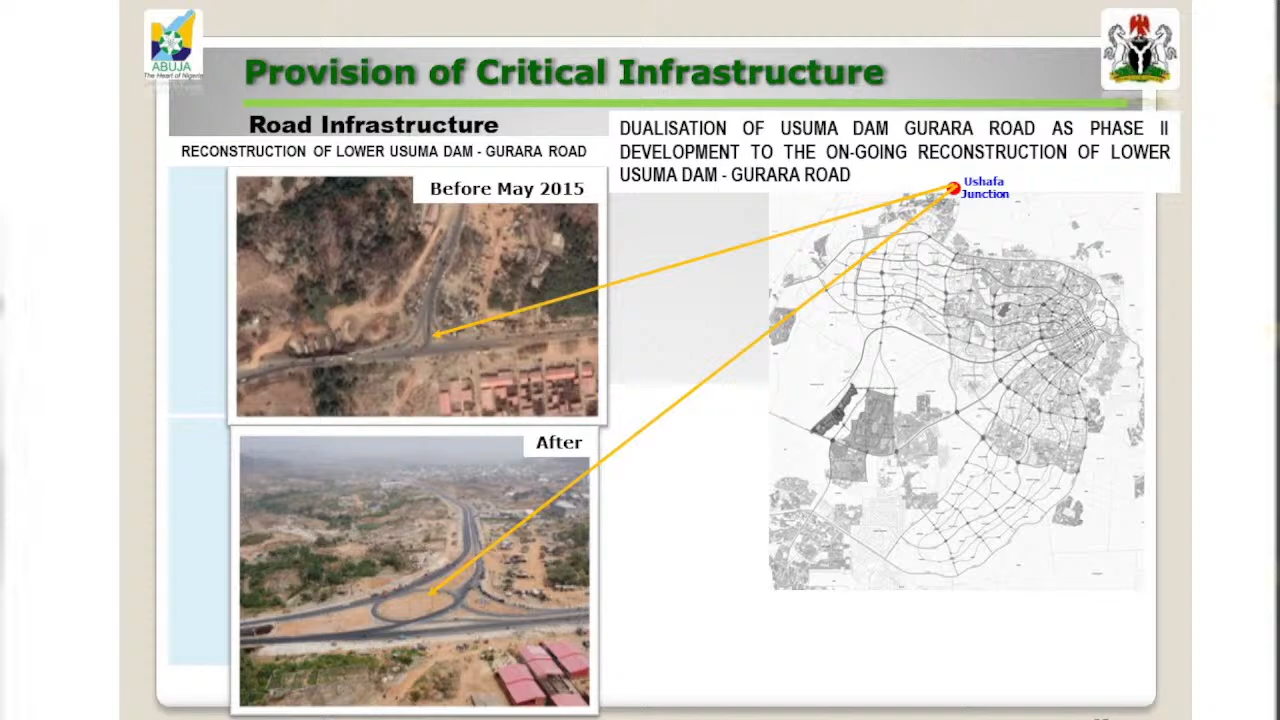 ABUJA
The Heart of Nigeria
Provision of Critical Infrastructure
Road Infrastructure
RECONSTRUCTION OF LOWER USUMA DAM - GURARA ROAD
DUALISATION OF USUMA DAM GURARA ROAD AS PHASE II
DEVELOPMENT TO THE ON-GOING RECONSTRUCTION OF LOWER
USUMA DAM - GURARA ROAD
Before May 2015
Ushafa
Junction
After